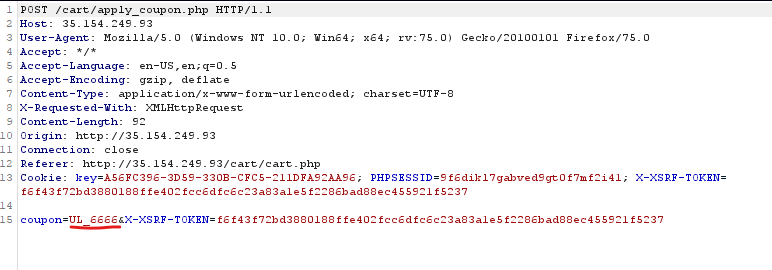 1 POST /cart/apply_coupon.php HTTP/1.1
2 Host: 35.154.249.93
3 User-Agent: Mozilla/5.0 (Windows NT 10.0; Win64; x64; rv:75.0) Gecko/20100101 Firefox/75.0
4 Accept: */*
5 Accept-Language: en-US,en;q=0.5
6 Accept-Encoding: gzip, deflate
7 Content-Type: application/x-www-form-urlencoded; charset=UTF-8
8 X-Requested-With: XMLHttpRequest
9 Content-Length: 92
10 Origin: http://35.154.249.93
11 Connection: close
12 Referer: http://35.154.249.93/cart/cart.php
13 Cookie: key=A56FC396-3D59-330B-CFC5-211DFA92AA96; PHPSESSID=9f6dikl7gabved9gt0f7mf2i41; X-XSRF-TOKEN=
f6f43f72bd3880188ffe402fcc6dfc6c23a83a1e5f2286bad88ec455921f5237
14
15 coupon=UL_6666&X-XSRF-TOKEN=f6f43f72bd3880188ffe402fcc6dfc6c23a83a1e5f2286bad88ec455921f5237